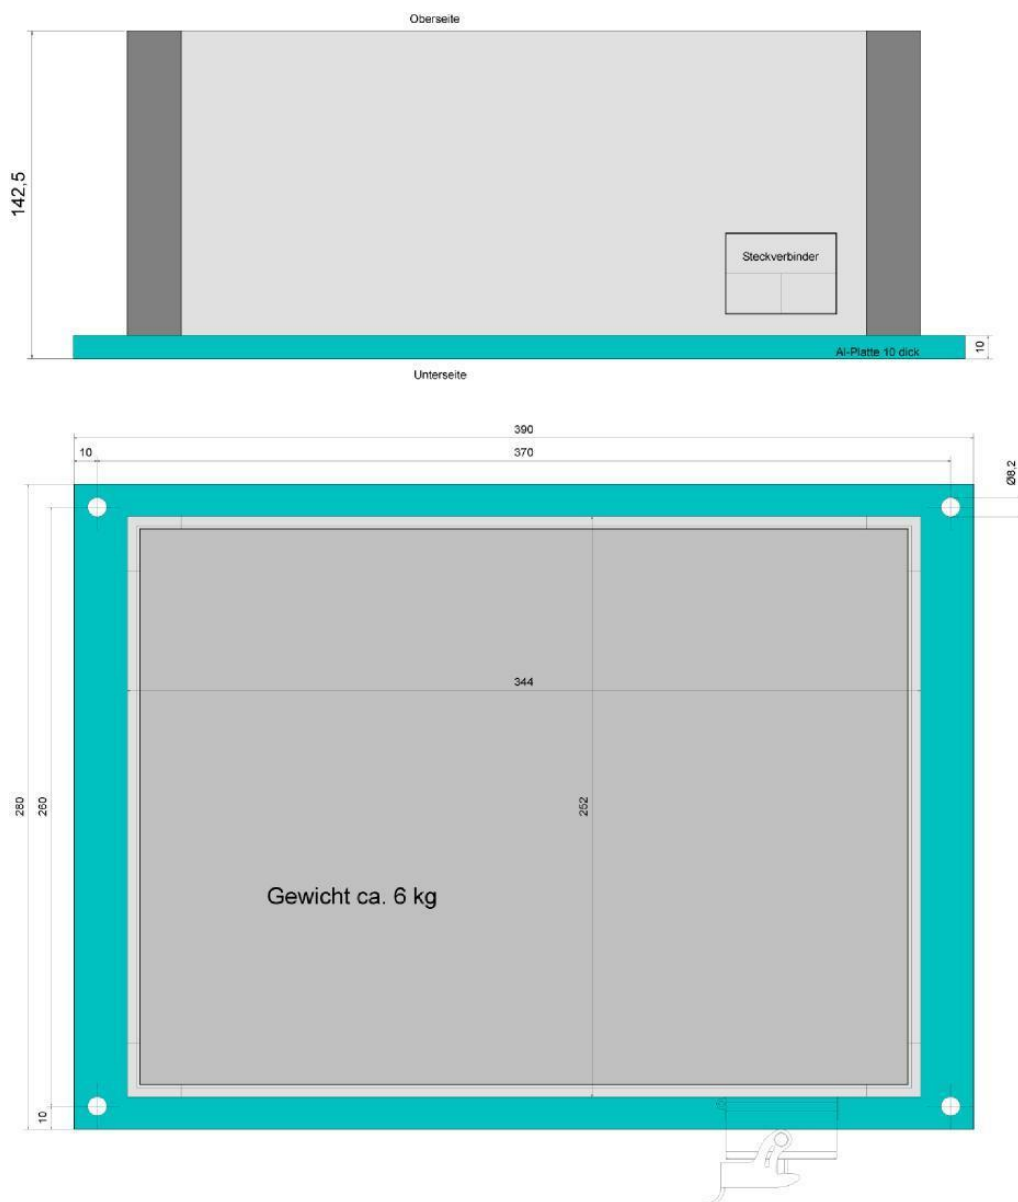 Oberseite
142,5
Steckverbinder
Al-Platte 10 dick
10
Unterseite
390
10
370
Ø8.2
344
280
260
252
Gewicht ca. 6 kg
10